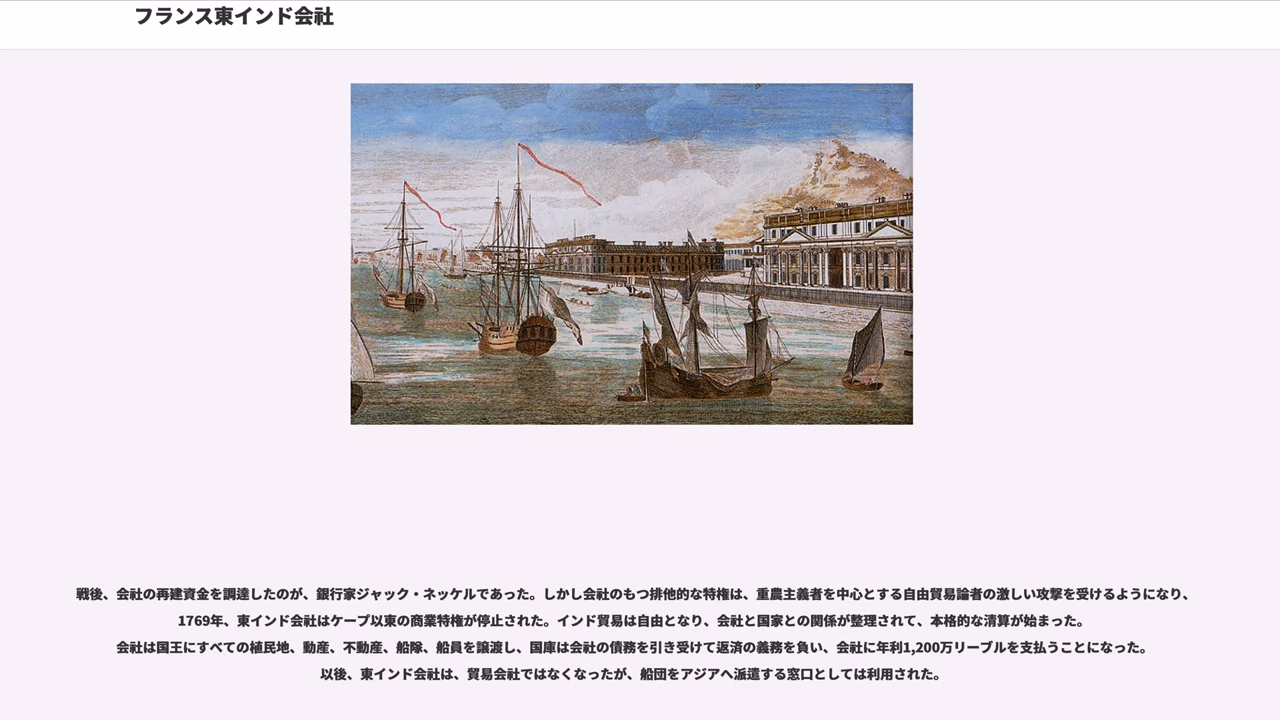 フランス東インド会社
戦後、会社の再建資金を調達したのが、銀行家ジャック・ネッケルであった。しかし会社のもつ排他的な特権は、重農主義者を中心とする自由貿易論者の激しい攻撃を受けるようになり、
1769年、東インド会社はケープ以東の商業特権が停止された。インド貿易は自由となり、会社と国家との関係が整理されて、本格的な清算が始まった。
会社は国王にすべての植民地、動産、不動産、船隊、船員を譲渡し、国庫は会社の債務を引き受けて返済の義務を負い、会社に年利1,200万リーブルを支払うことになった。
以後、東インド会社は、貿易会社ではなくなったが、船団をアジアへ派遣する窓口としては利用された。